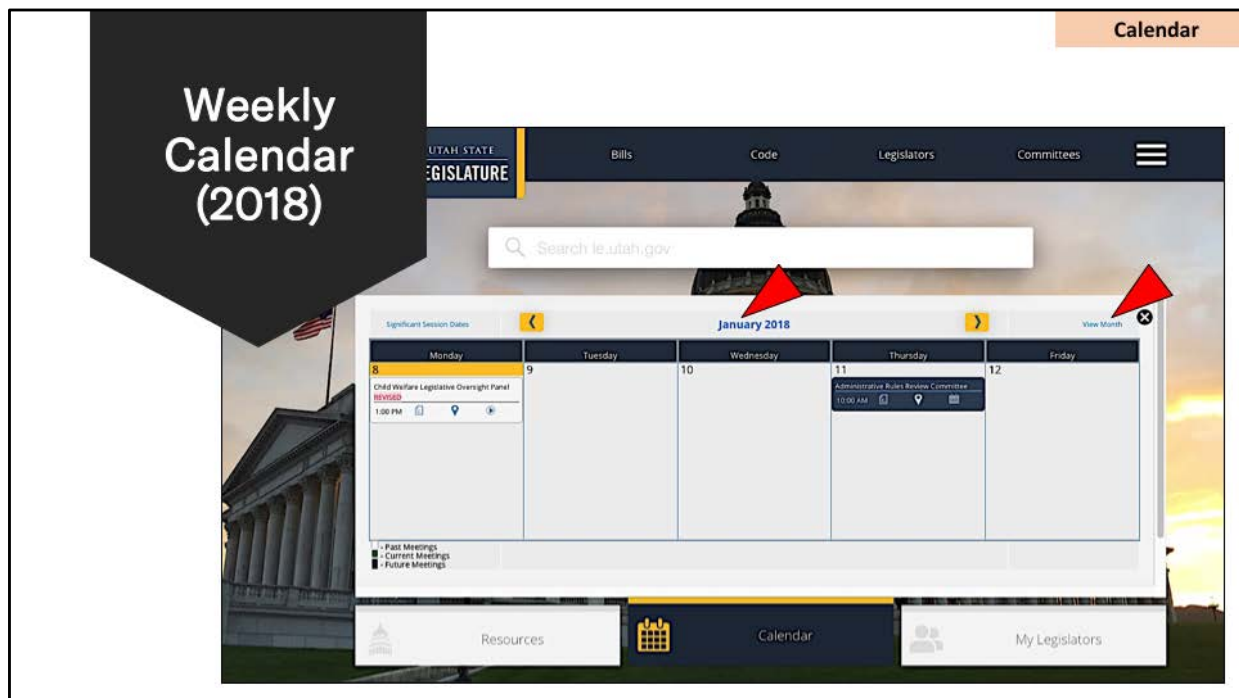 Calendar
Weekly
Calendar
(2018)
UTAH STATE
EGISLATURE
Bills
Code
Legislators
Committees
Search le.utah.gov
Significant Session Dates
January 2018
View Month
Monday
Tuesday
Wednesday
Thursday
Friday
8
9
10
11
12
Child Welfare Legislative Oversight Panel
REVISED
1:00 PM
Administrative Rules Review Committee
10:00 AM
- Past Meetings
- Current Meetings
- Future Meetings
Resources
Calendar
My Legislators